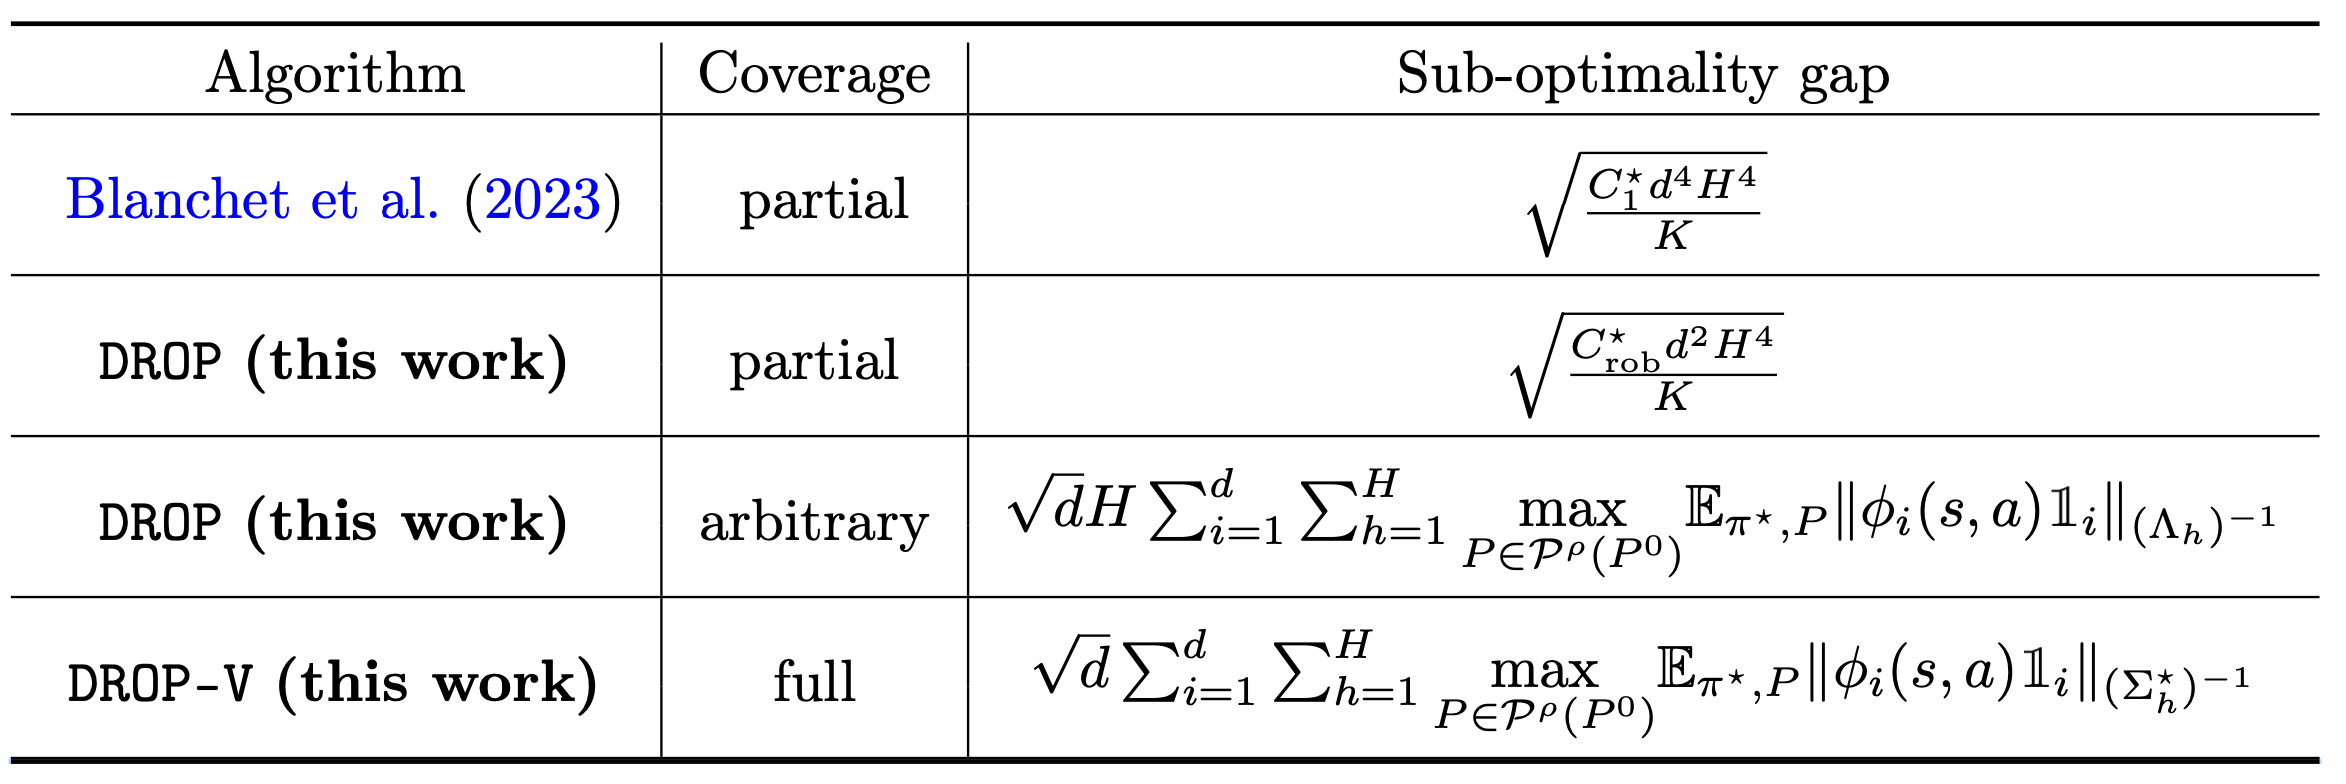 Algorithm | Coverage | Sub-optimality gap
Blanchet et al. (2023) | partial | $\sqrt{\frac{C_1^\star d^4 H^4}{K}}$
DROP (this work) | partial | $\sqrt{\frac{C_{\mathrm{rob}}^\star d^2 H^4}{K}}$
DROP (this work) | arbitrary | $\sqrt{d} H \sum_{i=1}^d \sum_{h=1}^H \max_{P \in \mathcal{P}^\rho(P^0)} \mathbb{E}_{\pi^\star, P} \|\phi_i(s,a) \mathbb{1}_i\|_{(\Lambda_h)^{-1}}$
DROP-V (this work) | full | $\sqrt{d} \sum_{i=1}^d \sum_{h=1}^H \max_{P \in \mathcal{P}^\rho(P^0)} \mathbb{E}_{\pi^\star, P} \|\phi_i(s,a) \mathbb{1}_i\|_{(\Sigma_h^\star)^{-1}}$